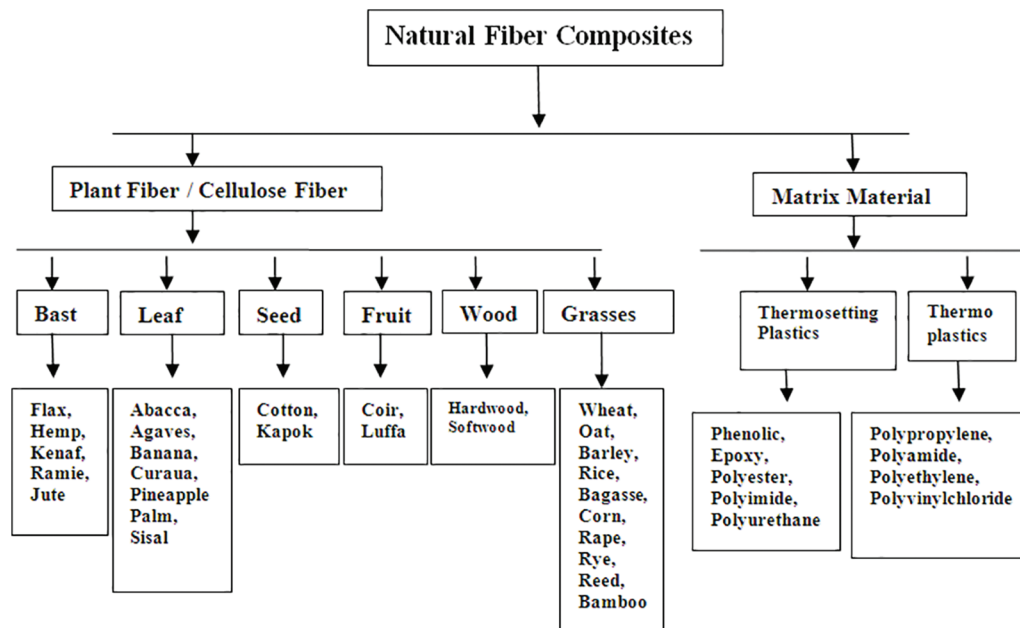 Natural Fiber Composites
Plant Fiber / Cellulose Fiber
Matrix Material
Bast
Leaf
Seed
Fruit
Wood
Grasses
Thermosetting
Plastics
Thermo
plastics
Flax,
Hemp,
Kenaf,
Ramie,
Jute
Abacca,
Agaves,
Banana,
Curaua,
Pineapple
Palm,
Sisal
Cotton,
Kapok
Coir,
Luffa
Hardwood,
Softwood
Wheat,
Oat,
Barley,
Rice,
Bagasse,
Corn,
Rape,
Rye,
Reed,
Bamboo
Phenolic,
Epoxy,
Polyester,
Polyimide,
Polyurethane
Polypropylene,
Polyamide,
Polyethylene,
Polyvinylchloride